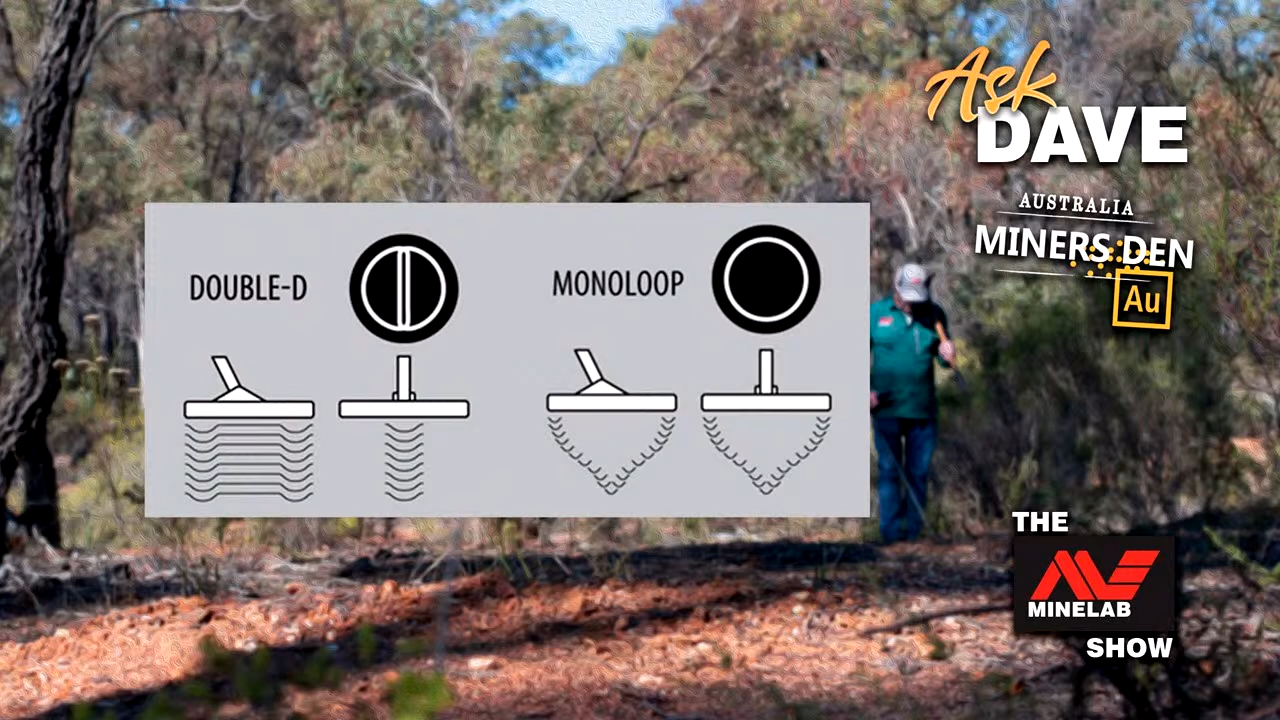 Ask
DAVE
AUSTRALIA
MINERS DEN
Au
DOUBLE-D
MONOLOOP
THE
MINELAB
SHOW